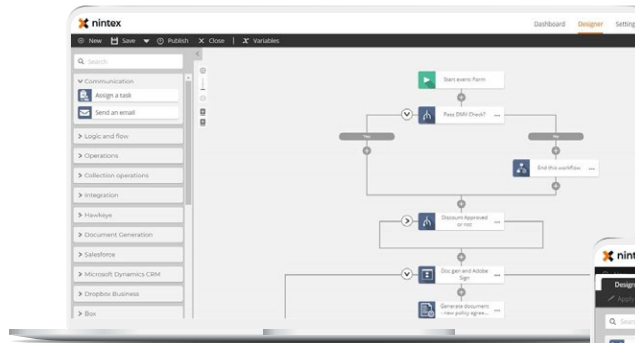 nintex
Dashboard Designer Setting
New Save Publish Close | Variables
Search
Communication
Assign a task
Send an email
Logic and flow
Operations
Collection operations
Integration
Hawkeye
Document Generation
Salesforce
Microsoft Dynamics CRM
Dropbox Business
Box
Start event: Form
Pass DMV Check?
Yes
No
End this workflow
Discount Approved
or not
Doc gen and Adobe
Sign
Generate document
- new policy agree...
nint
Design
Apply
Sear